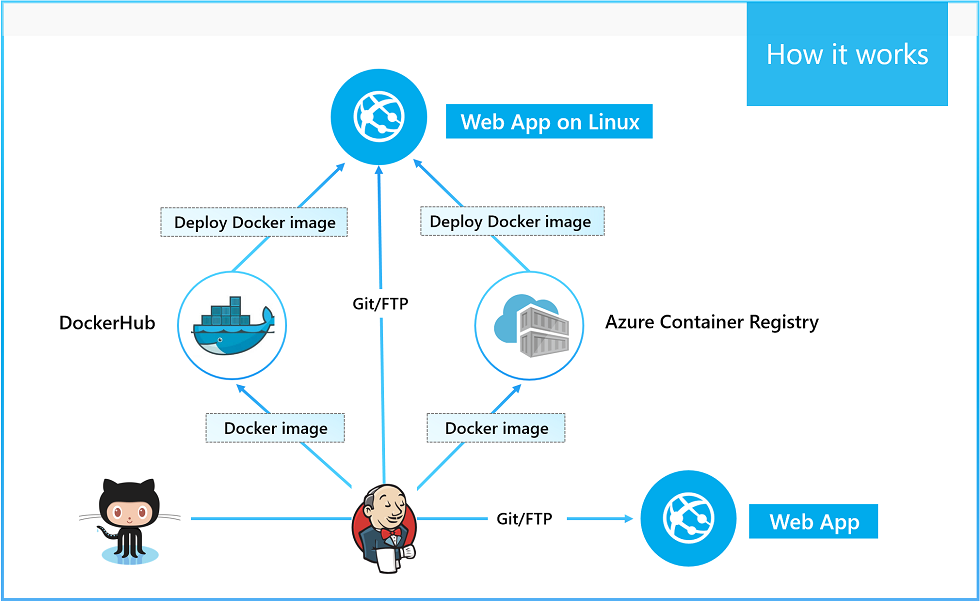 How it works
Web App on Linux
Deploy Docker image
Deploy Docker image
Git/FTP
DockerHub
Azure Container Registry
Docker image
Docker image
Git/FTP
Web App